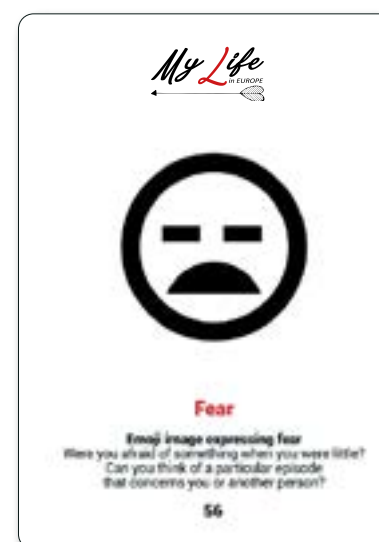 My Life
in EUROPE
Fear
Emoji image expressing fear
Were you afraid of something when you were little?
Can you think of a particular episode
that concerns you or another person?
56